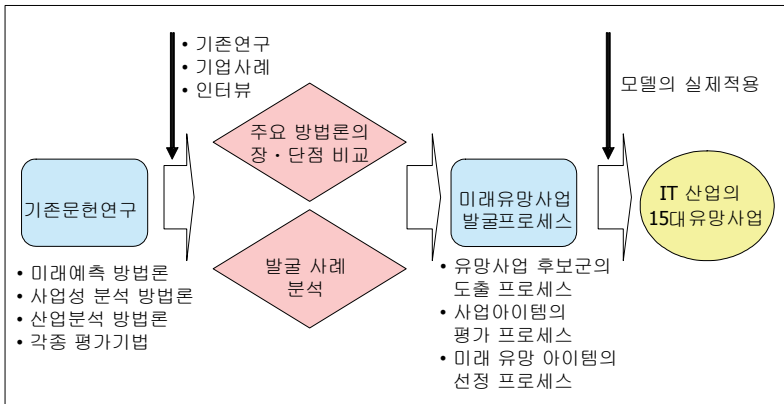 • 기존연구
• 기업사례
• 인터뷰
모델의 실제적용
주요 방법론의
장・단점 비교
기존문헌연구
미래유망사업
발굴프로세스
IT 산업의
15대유망사업
발굴 사례
분석
• 미래예측 방법론
• 사업성 분석 방법론
• 산업분석 방법론
• 각종 평가기법
• 유망사업 후보군의
도출 프로세스
• 사업아이템의
평가 프로세스
• 미래 유망 아이템의
선정 프로세스